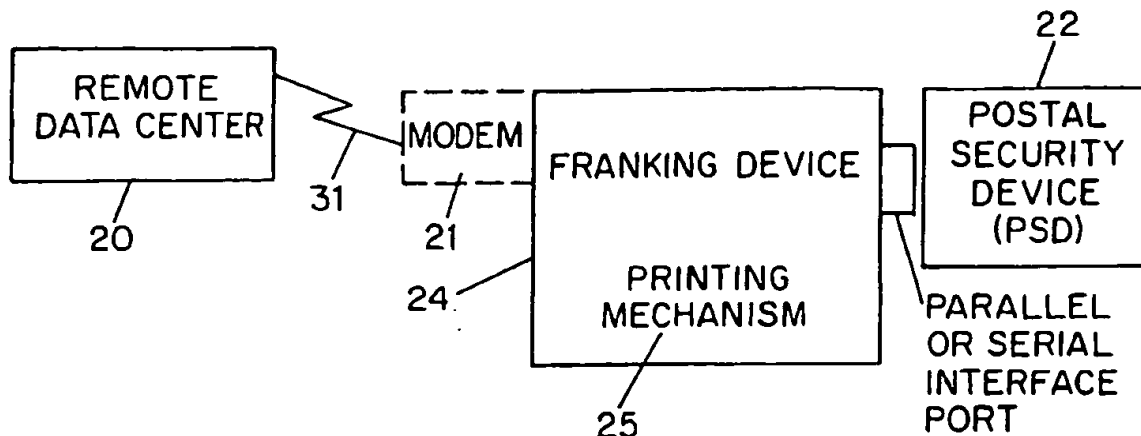 REMOTE
DATA CENTER
20
31
MODEM
21
FRANKING DEVICE
PRINTING
MECHANISM
24
25
22
POSTAL
SECURITY
DEVICE
(PSD)
PARALLEL
OR SERIAL
INTERFACE
PORT